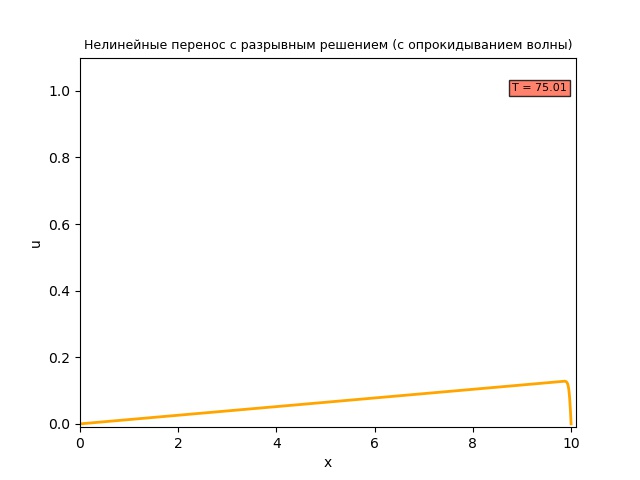 Нелинейные перенос с разрывным решением (с опрокидыванием волны)
T = 75.01
1.0
0.8
0.6
0.4
0.2
0.0
u
0 2 4 6 8 10
x